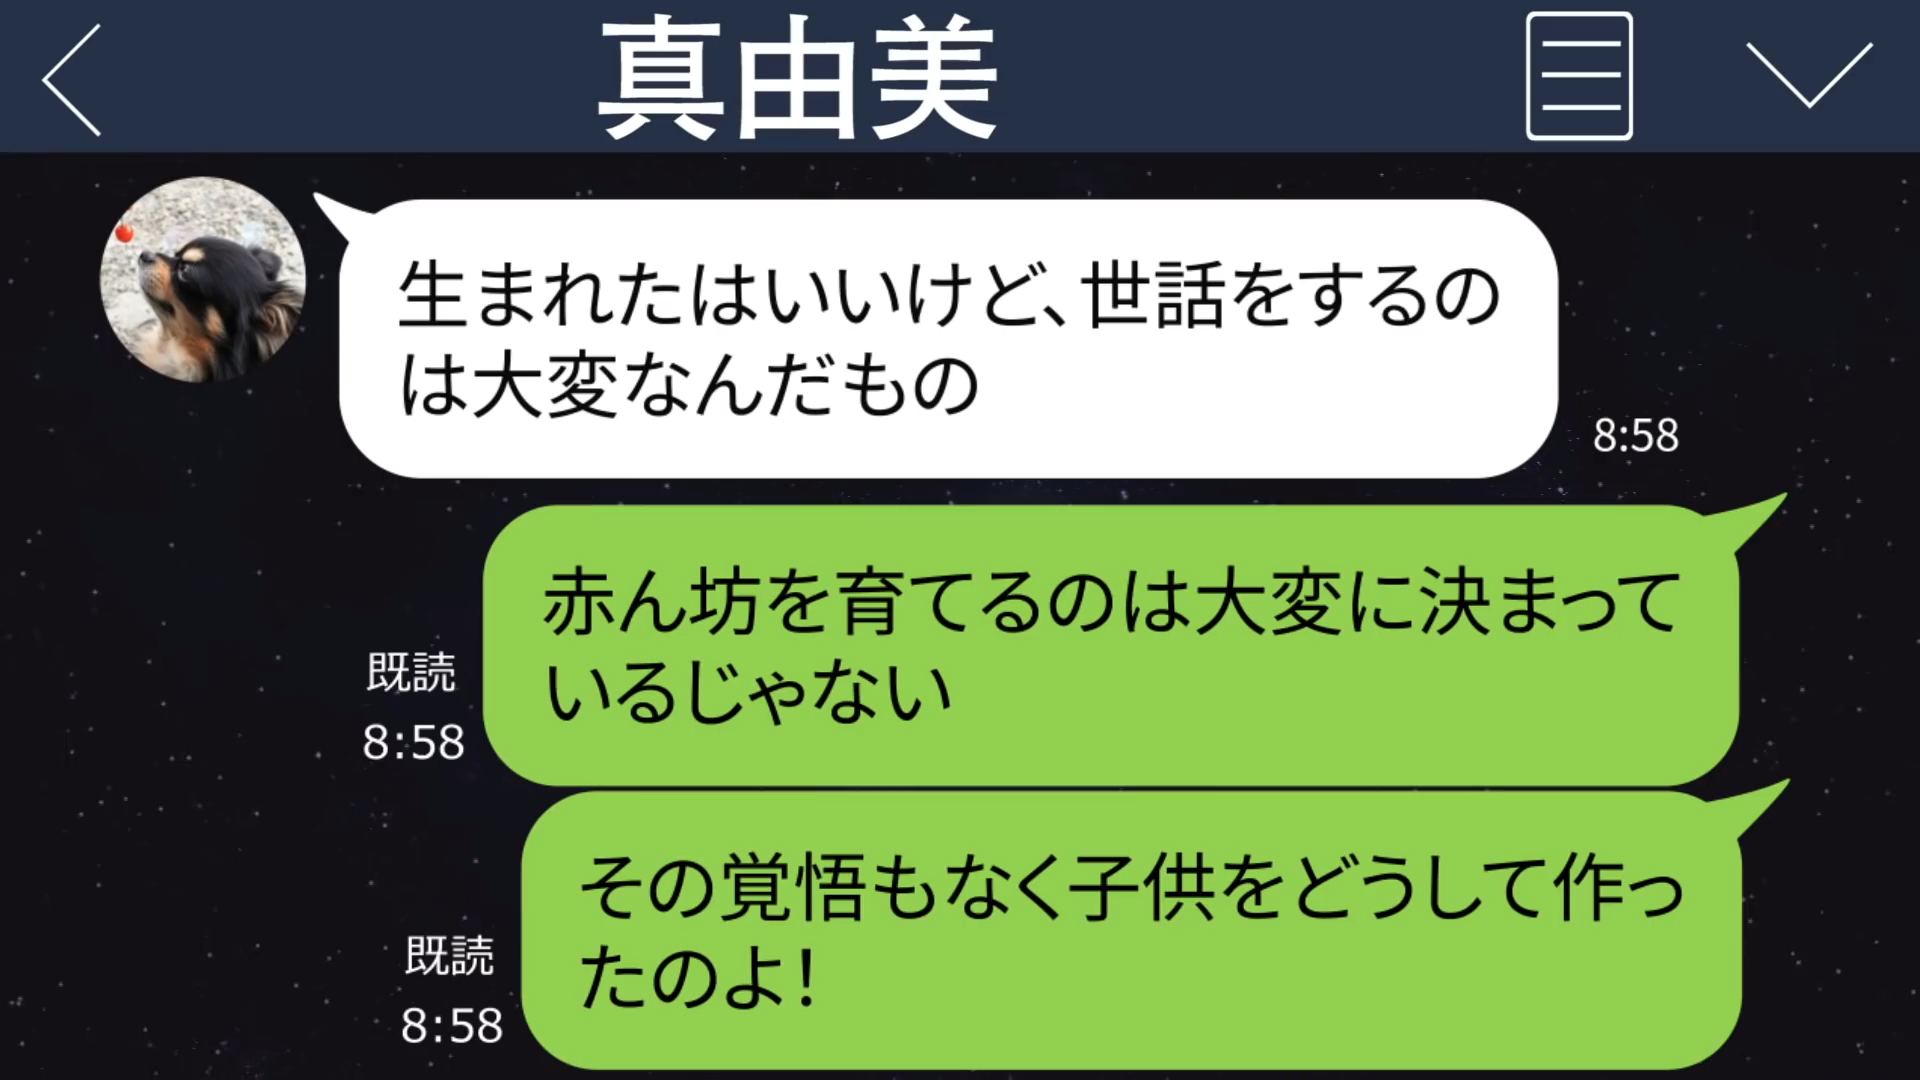 真由美
生まれたはいいけど、世話をするの
は大変なんだもの
8:58
赤ん坊を育てるのは大変に決まって
いるじゃない
既読
8:58
その覚悟もなく子供をどうして作っ
たのよ!
既読
8:58